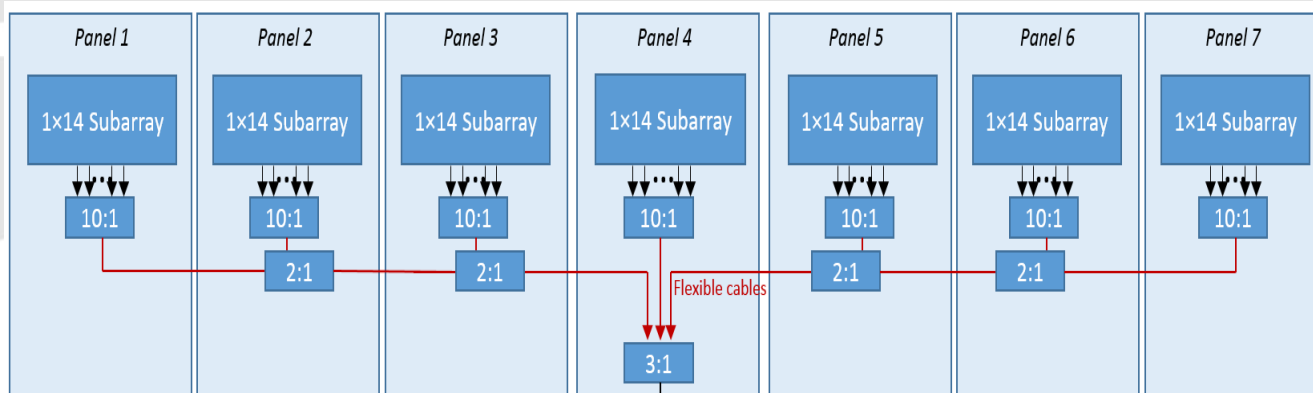 Panel 1
Panel 2
Panel 3
Panel 4
Panel 5
Panel 6
Panel 7
1×14 Subarray
1×14 Subarray
1×14 Subarray
1×14 Subarray
1×14 Subarray
1×14 Subarray
1×14 Subarray
...
...
...
...
...
...
...
10:1
10:1
10:1
10:1
10:1
10:1
10:1
2:1
2:1
2:1
2:1
Flexible cables
3:1